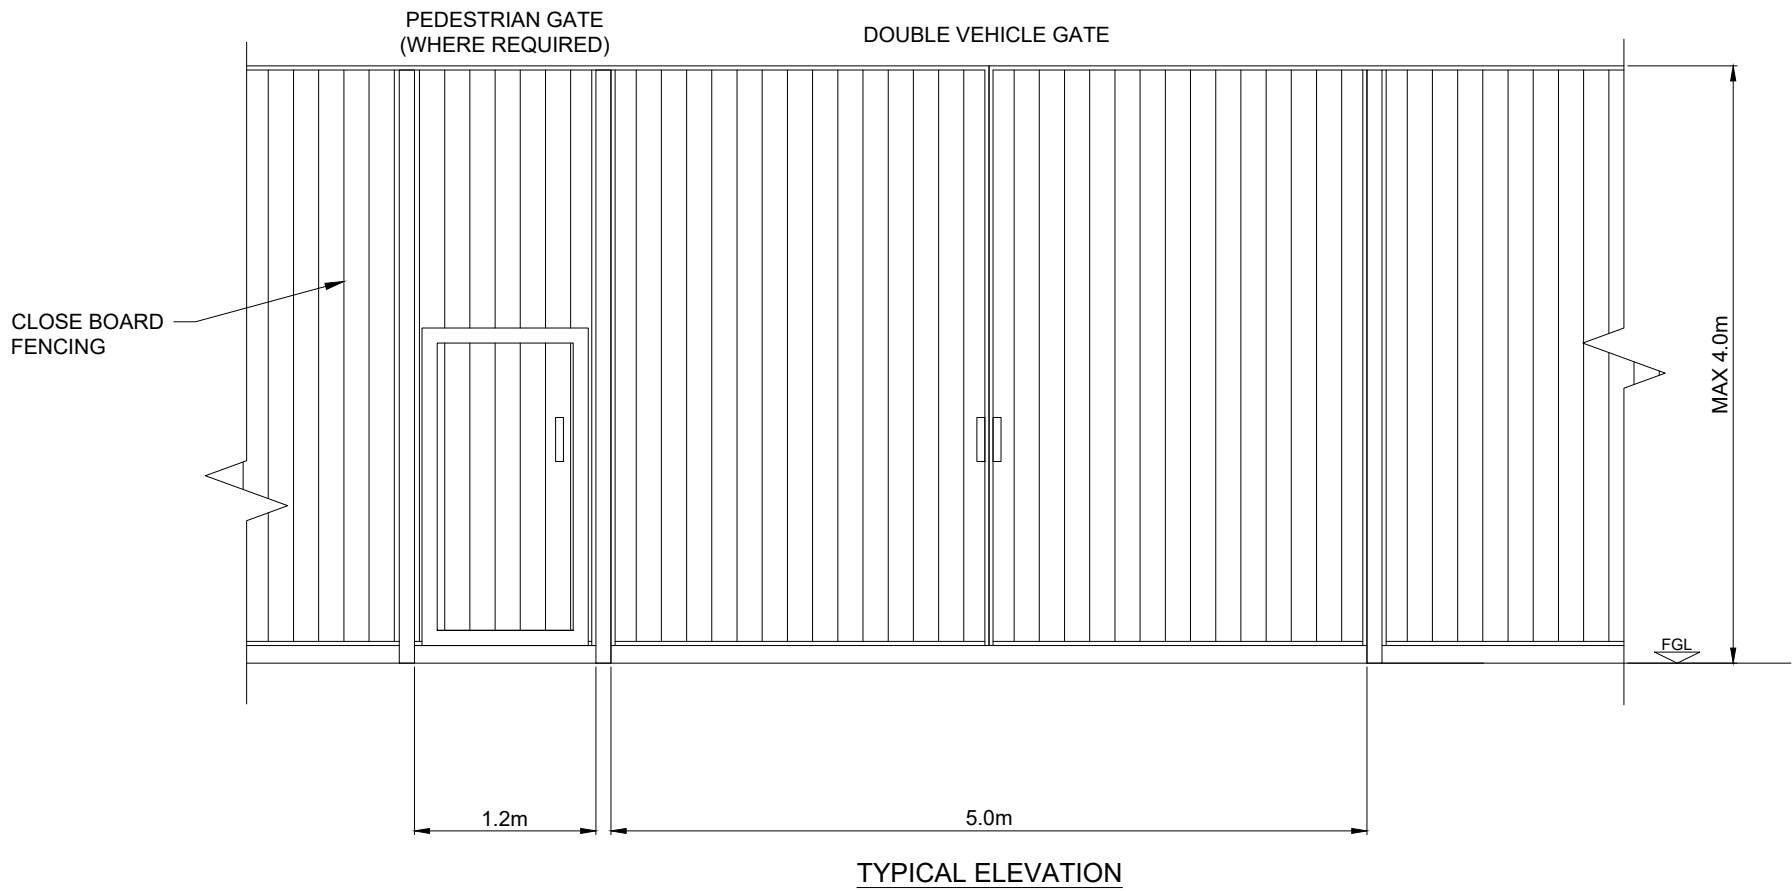 PEDESTRIAN GATE
(WHERE REQUIRED)
DOUBLE VEHICLE GATE
CLOSE BOARD
FENCING
MAX 4.0m
FGL
1.2m
5.0m
TYPICAL ELEVATION